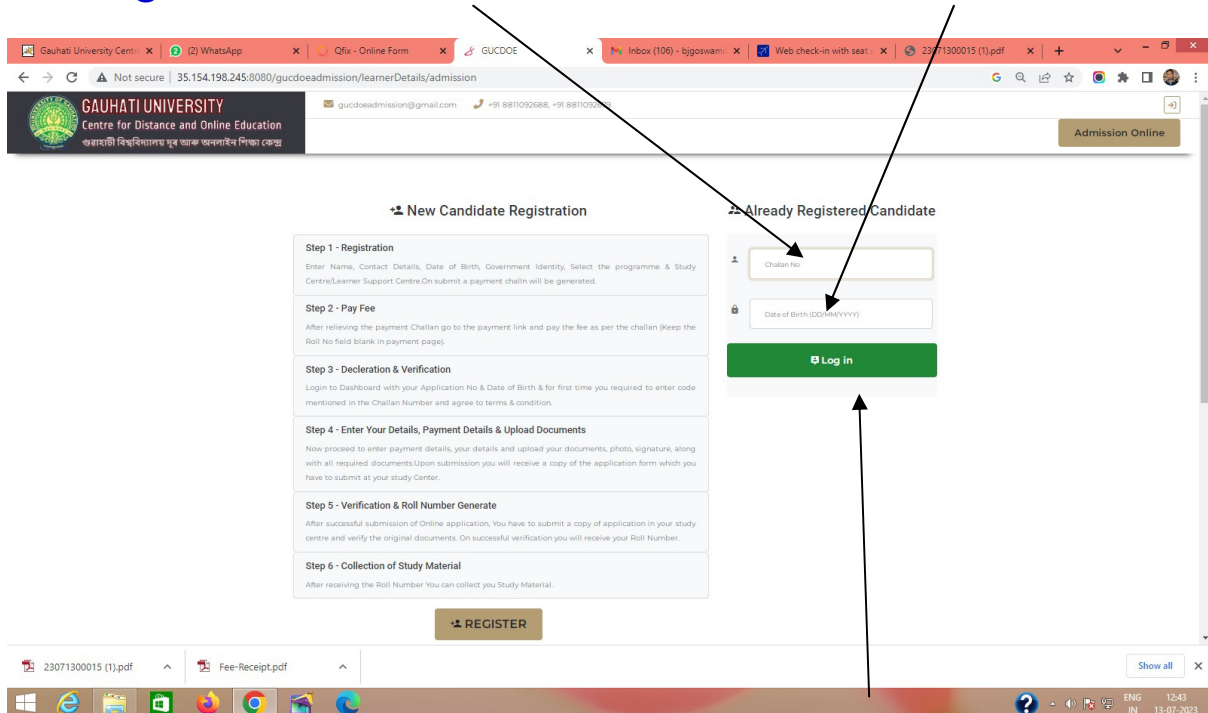 Gauhati University Centr
(2) WhatsApp
Qfix - Online Form
GUCDOE
Inbox (106) - bjgoswami
Web check-in with seat s
23071300015 (1).pdf
Not secure | 35.154.198.245:8080/gucdoeadmission/learnerDetails/admission
GAUHATI UNIVERSITY
Centre for Distance and Online Education
গুৱাহাটী বিশ্ববিদ্যালয় দূৰ আৰু অনলাইন শিক্ষা কেন্দ্ৰ
gucdoeadmission@gmail.com
+91 8811092688, +91 8811092689
Admission Online
New Candidate Registration
Step 1 - Registration
Enter Name, Contact Details, Date of Birth, Government Identity, Select the programme & Study
Centre/Learner Support Centre.On submit a payment challn will be generated.
Step 2 - Pay Fee
After relieving the payment Challan go to the payment link and pay the fee as per the challan (Keep the
Roll No field blank in payment page).
Step 3 - Decleration & Verification
Login to Dashboard with your Application No & Date of Birth & for first time you required to enter code
mentioned in the Challan Number and agree to terms & condition.
Step 4 - Enter Your Details, Payment Details & Upload Documents
Now proceed to enter payment details, your details and upload your documents, photo, signature, along
with all required documents.Upon submission you will receive a copy of the application form which you
have to submit at your study Center.
Step 5 - Verification & Roll Number Generate
After successful submission of Online application, You have to submit a copy of application in your study
centre and verify the original documents. On successful verification you will receive your Roll Number.
Step 6 - Collection of Study Material
After receiving the Roll Number You can collect you Study Material.
REGISTER
Already Registered Candidate
Challan No
Date of Birth (DD/MM/YYYY)
Log in
23071300015 (1).pdf
Fee-Receipt.pdf
Show all
ENG
IN
12:43
13-07-2023